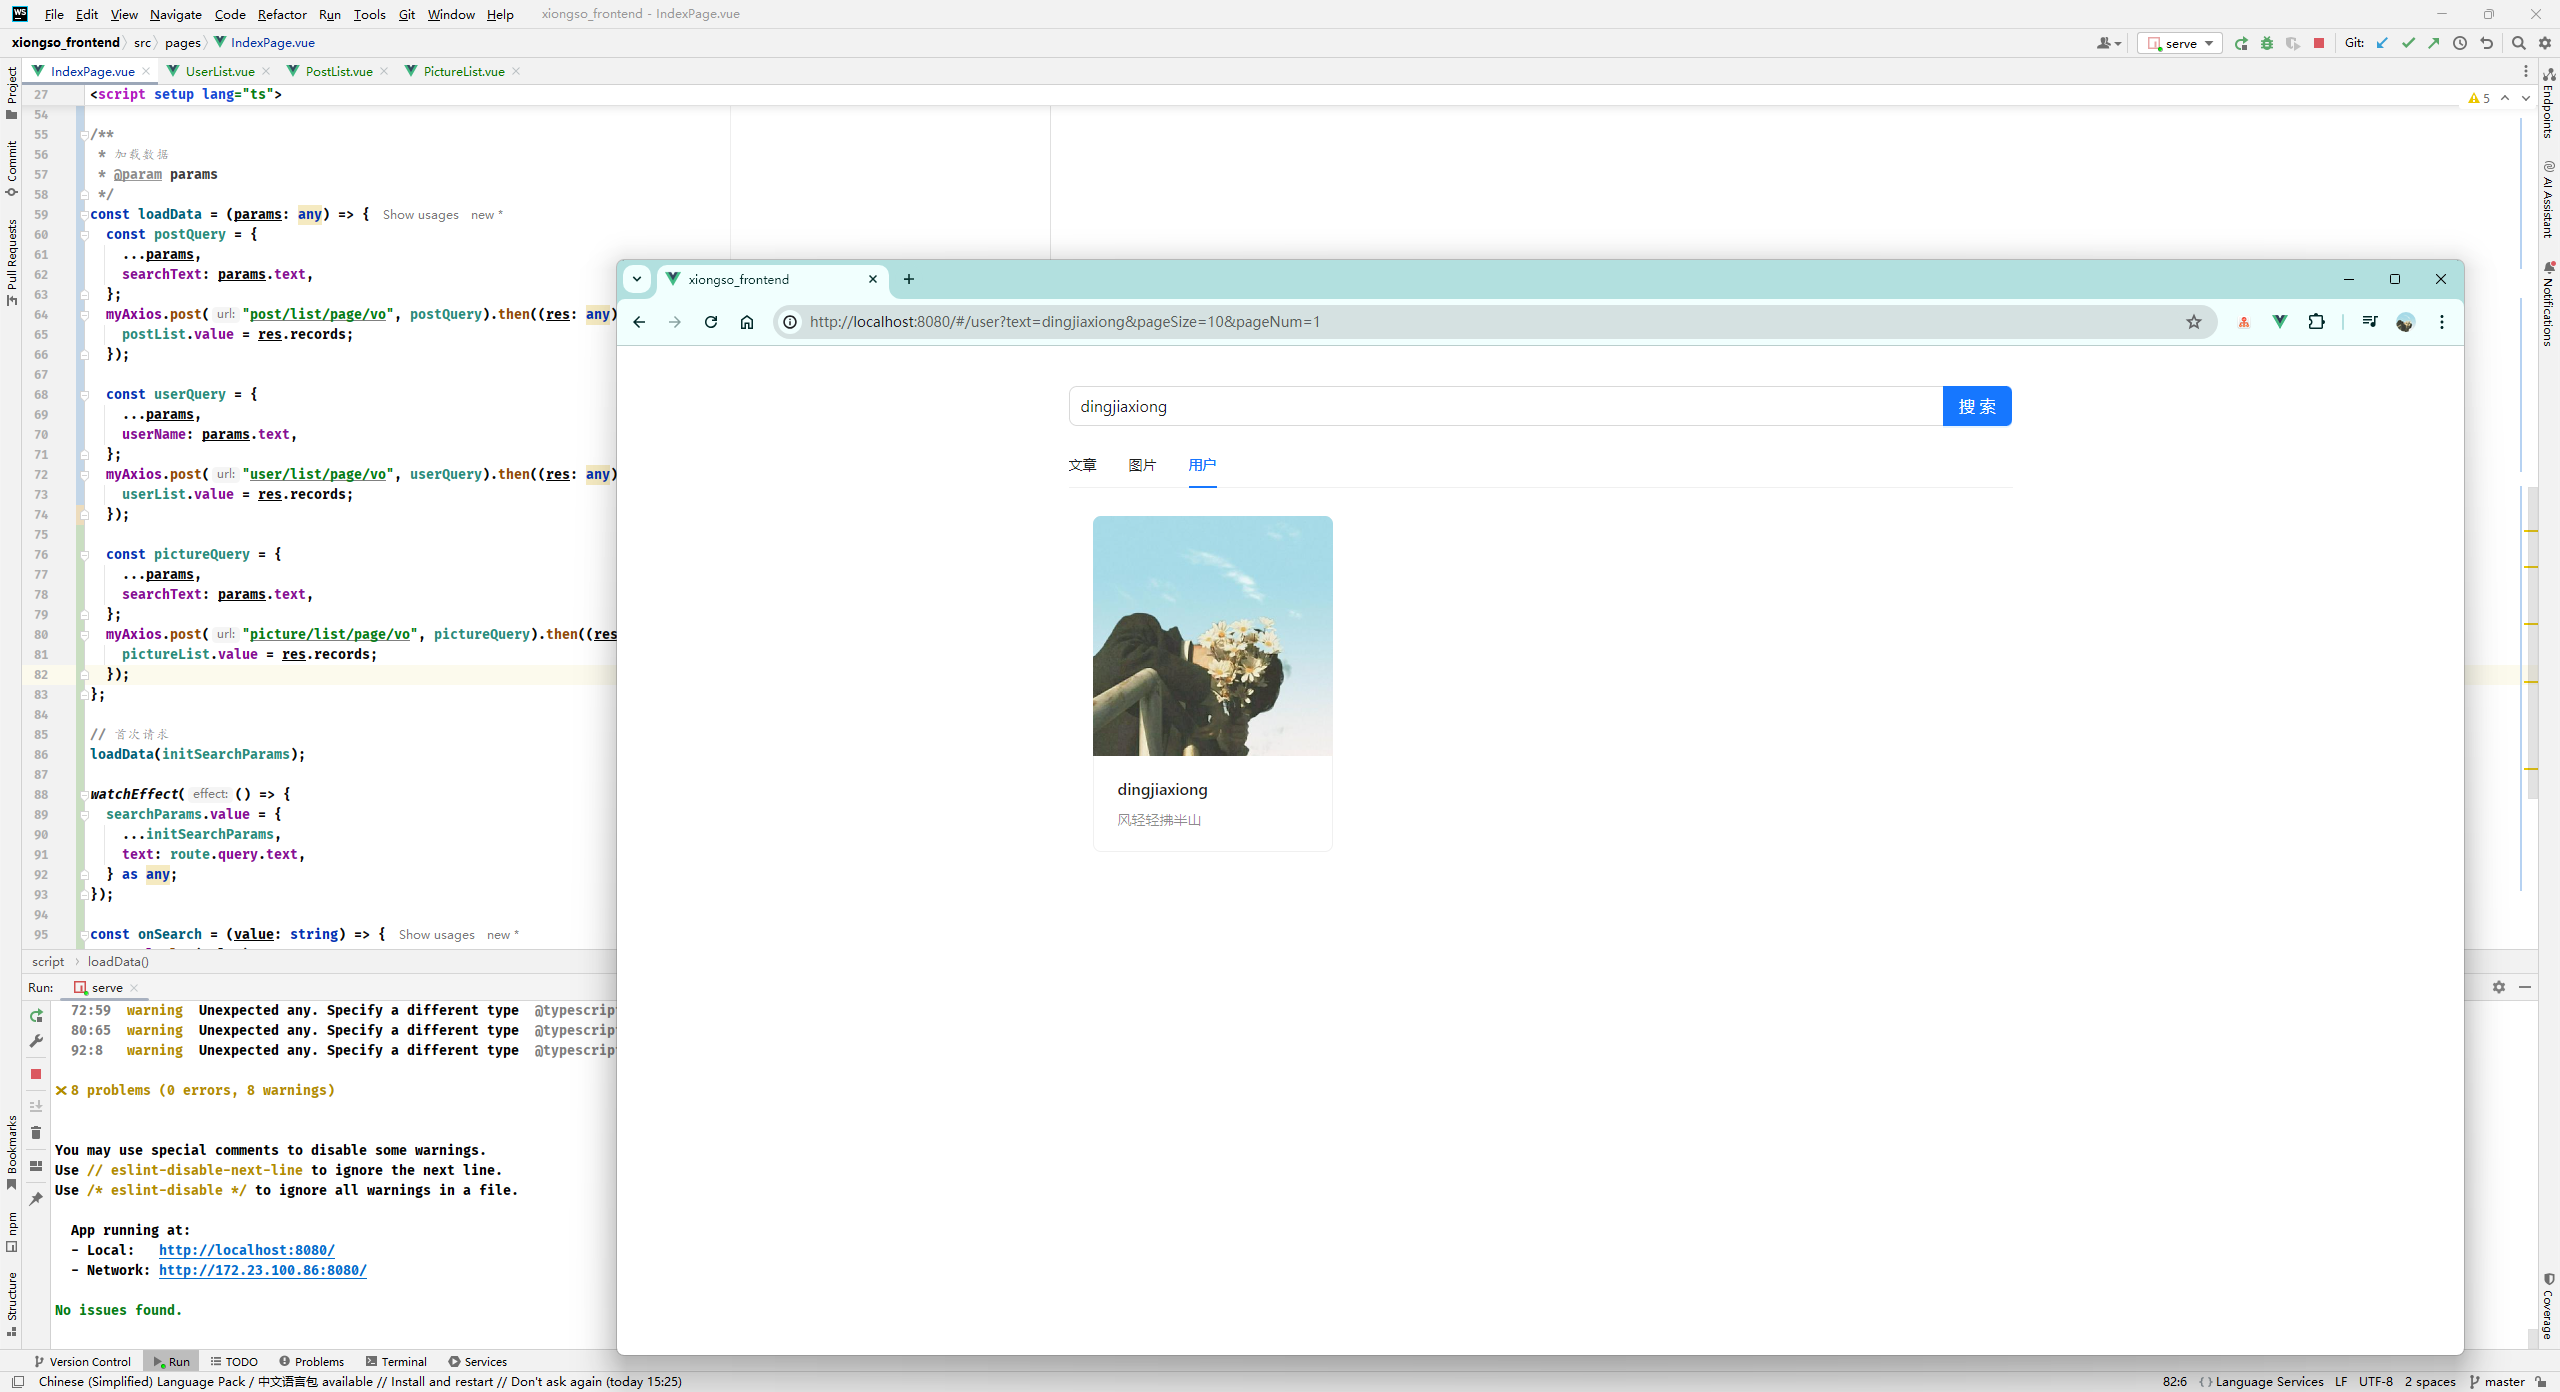 WS File Edit View Navigate Code Refactor Run Tools Git Window Help xiongso_frontend - IndexPage.vue
xiongso_frontend src pages IndexPage.vue serve Git:
IndexPage.vue UserList.vue PostList.vue PictureList.vue
Project
Commit
Pull Requests
Bookmarks
npm
Structure
27 <script setup lang="ts">
5
54
55 /**
56 * 加载数据
57 * @param params
58 */
59 const loadData = (params: any) => { Show usages new *
60 const postQuery = {
61 ...params,
62 searchText: params.text,
63 };
64 myAxios.post( url: "post/list/page/vo", postQuery).then((res: any)
65 postList.value = res.records;
66 });
67
68 const userQuery = {
69 ...params,
70 userName: params.text,
71 };
72 myAxios.post( url: "user/list/page/vo", userQuery).then((res: any)
73 userList.value = res.records;
74 });
75
76 const pictureQuery = {
77 ...params,
78 searchText: params.text,
79 };
80 myAxios.post( url: "picture/list/page/vo", pictureQuery).then((res
81 pictureList.value = res.records;
82 });
83 };
84
85 // 首次请求
86 loadData(initSearchParams);
87
88 watchEffect( effect: () => {
89 searchParams.value = {
90 ...initSearchParams,
91 text: route.query.text,
92 } as any;
93 });
94
95 const onSearch = (value: string) => { Show usages new *
script loadData()
xiongso_frontend
http://localhost:8080/#/user?text=dingjiaxiong&pageSize=10&pageNum=1
dingjiaxiong 搜 索
文章 图片 用户
dingjiaxiong
风轻轻拂半山
Endpoints
AI Assistant
Notifications
Coverage
Run: serve
72:59 warning Unexpected any. Specify a different type @typescrip
80:65 warning Unexpected any. Specify a different type @typescrip
92:8 warning Unexpected any. Specify a different type @typescrip
8 problems (0 errors, 8 warnings)
You may use special comments to disable some warnings.
Use // eslint-disable-next-line to ignore the next line.
Use /* eslint-disable */ to ignore all warnings in a file.
App running at:
- Local: http://localhost:8080/
- Network: http://172.23.100.86:8080/
No issues found.
Version Control Run TODO Problems Terminal Services
Chinese (Simplified) Language Pack / 中文语言包 available // Install and restart // Don't ask again (today 15:25) 82:6 Language Services LF UTF-8 2 spaces master